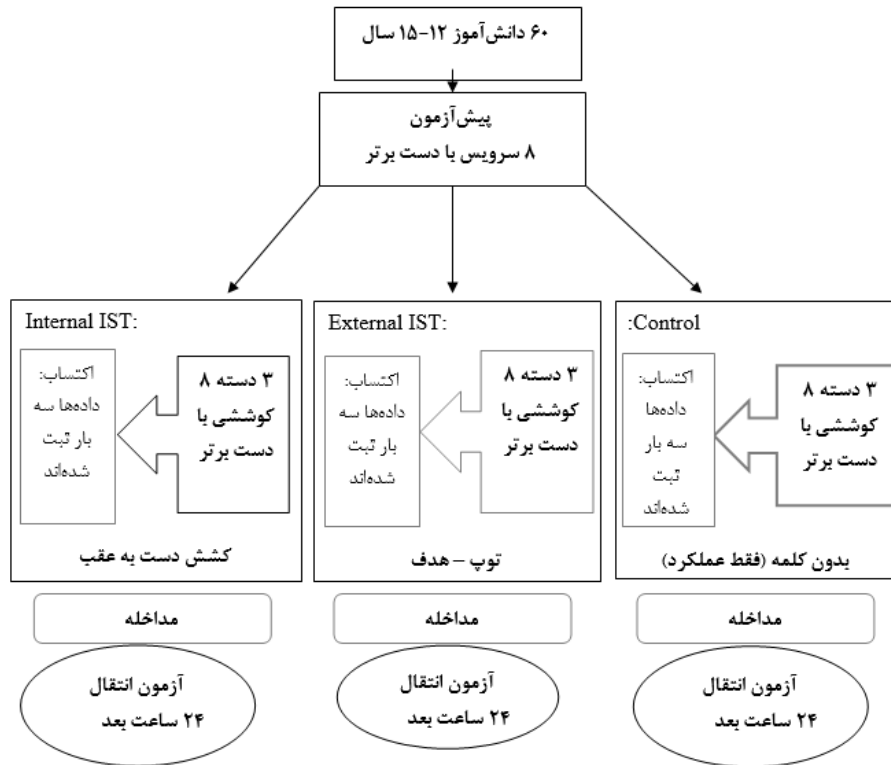 ۶۰ دانش‌آموز ۱۲-۱۵ سال
پیش‌آزمون
۸ سرویس با دست برتر
Internal IST:
اکتساب:
داده‌ها سه
بار ثبت
شده‌اند
۳ دسته ۸
کوششی با
دست برتر
کشش دست به عقب
External IST:
اکتساب:
داده‌ها سه
بار ثبت
شده‌اند
۳ دسته ۸
کوششی با
دست برتر
توپ – هدف
:Control
اکتساب:
داده‌ها
سه بار
ثبت
شده‌اند
۳ دسته ۸
کوششی با
دست برتر
بدون کلمه (فقط عملکرد)
مداخله
مداخله
مداخله
آزمون انتقال
۲۴ ساعت بعد
آزمون انتقال
۲۴ ساعت بعد
آزمون انتقال
۲۴ ساعت بعد